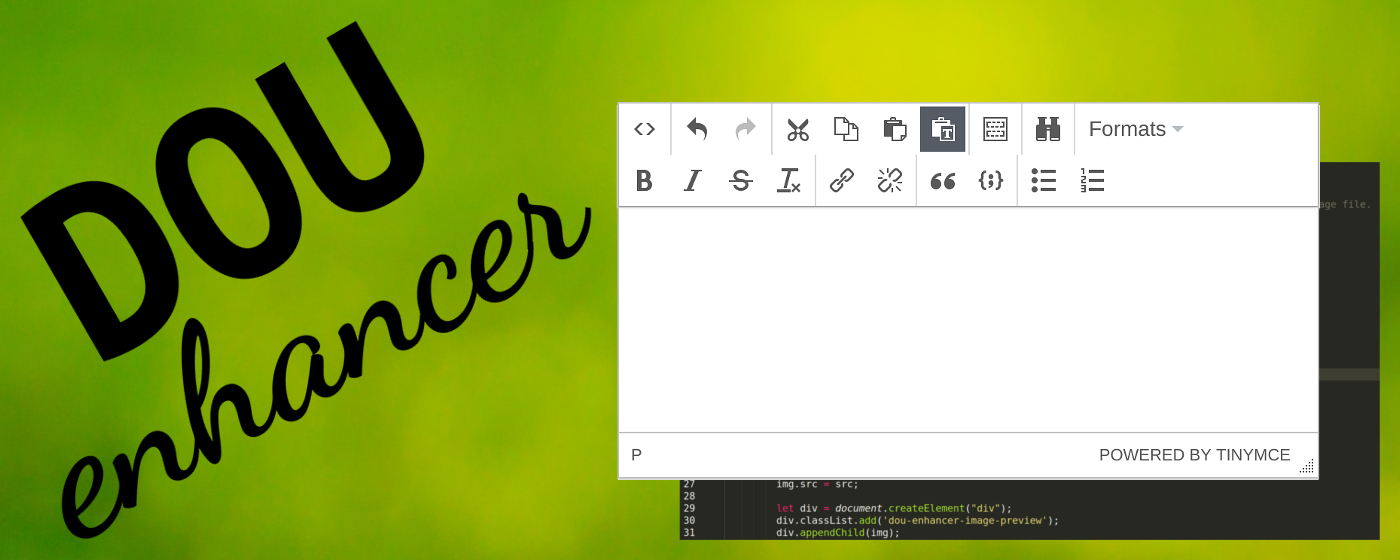 DOU
enhancer
Formats
age file.
P
POWERED BY TINYMCE
27 img.src = src;
28
29 let div = document.createElement("div");
30 div.classList.add('dou-enhancer-image-preview');
31 div.appendChild(img);